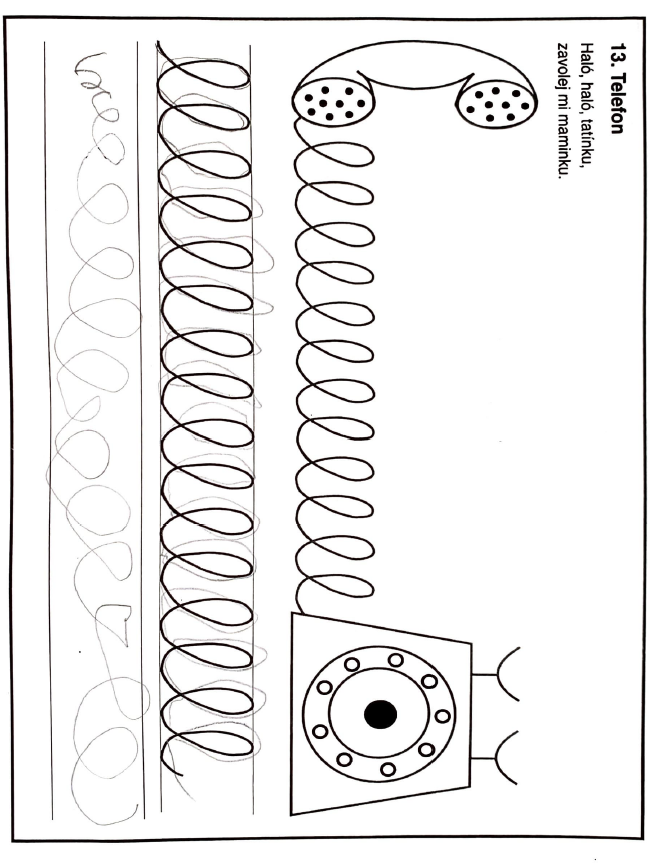 13. Telefon
Haló, haló, tatínku,
zavolej mi maminku.